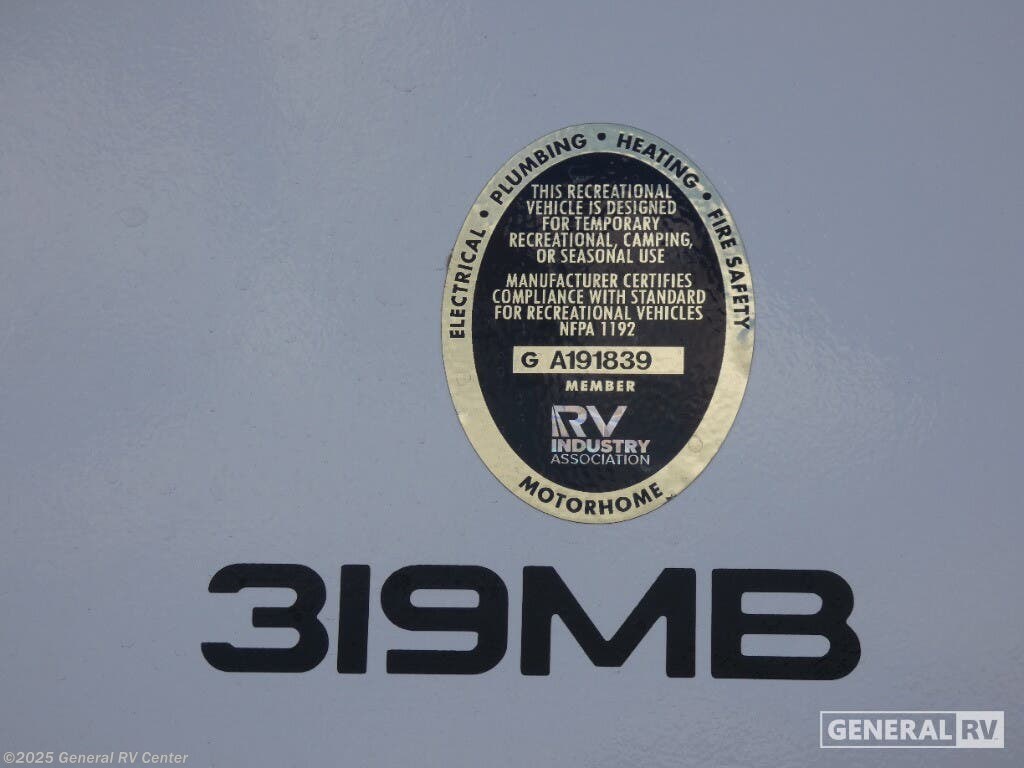 ELECTRICAL • PLUMBING • HEATING • FIRE SAFETY
THIS RECREATIONAL
VEHICLE IS DESIGNED
FOR TEMPORARY
RECREATIONAL, CAMPING,
OR SEASONAL USE
MANUFACTURER CERTIFIES
COMPLIANCE WITH STANDARD
FOR RECREATIONAL VEHICLES
NFPA 1192
G A191839
MEMBER
RV
INDUSTRY
ASSOCIATION
MOTORHOME
319MB
GENERAL RV
©2025 General RV Center